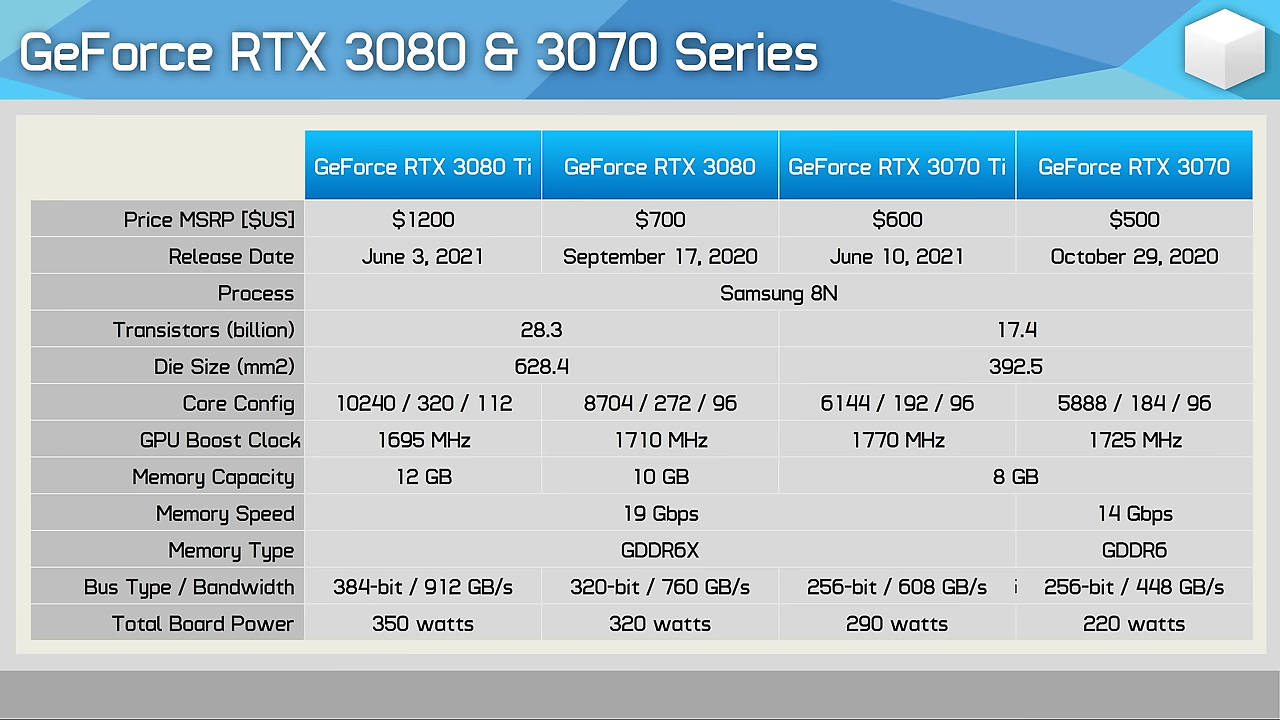 GeForce RTX 3080 & 3070 Series
GeForce RTX 3080 Ti GeForce RTX 3080 GeForce RTX 3070 Ti GeForce RTX 3070
Price MSRP [$US] $1200 $700 $600 $500
Release Date June 3, 2021 September 17, 2020 June 10, 2021 October 29, 2020
Process Samsung 8N
Transistors (billion) 28.3 17.4
Die Size (mm2) 628.4 392.5
Core Config 10240 / 320 / 112 8704 / 272 / 96 6144 / 192 / 96 5888 / 184 / 96
GPU Boost Clock 1695 MHz 1710 MHz 1770 MHz 1725 MHz
Memory Capacity 12 GB 10 GB 8 GB
Memory Speed 19 Gbps 14 Gbps
Memory Type GDDR6X GDDR6
Bus Type / Bandwidth 384-bit / 912 GB/s 320-bit / 760 GB/s 256-bit / 608 GB/s i 256-bit / 448 GB/s
Total Board Power 350 watts 320 watts 290 watts 220 watts